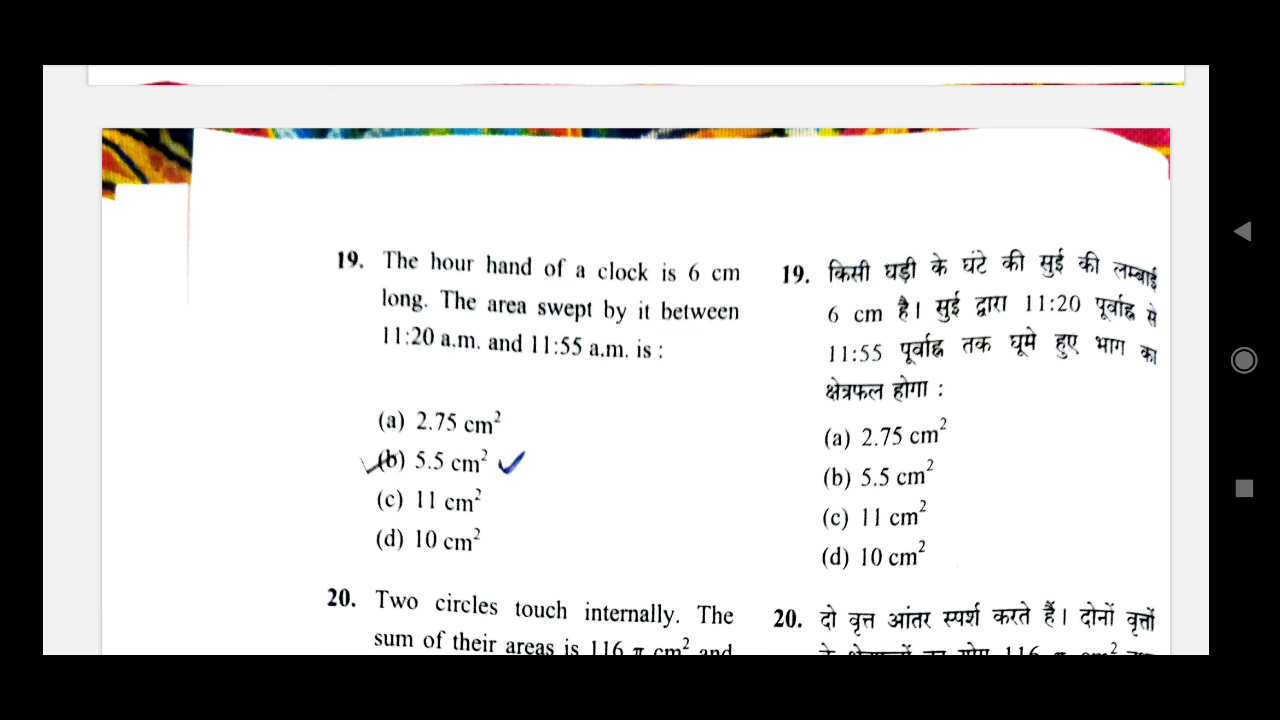 19. The hour hand of a clock is 6 cm
long. The area swept by it between
11:20 a.m. and 11:55 a.m. is :
(a) 2.75 cm²
(b) 5.5 cm²
(c) 11 cm²
(d) 10 cm²
20. Two circles touch internally. The
sum of their areas is 116 π cm² and
19. किसी घड़ी के घंटे की सुई की लम्बाई
6 cm है। सुई द्वारा 11:20 पूर्वाह्न से
11:55 पूर्वाह्न तक घूमे हुए भाग का
क्षेत्रफल होगा :
(a) 2.75 cm²
(b) 5.5 cm²
(c) 11 cm²
(d) 10 cm²
20. दो वृत्त आंतर स्पर्श करते हैं। दोनों वृत्तों
116 π cm²